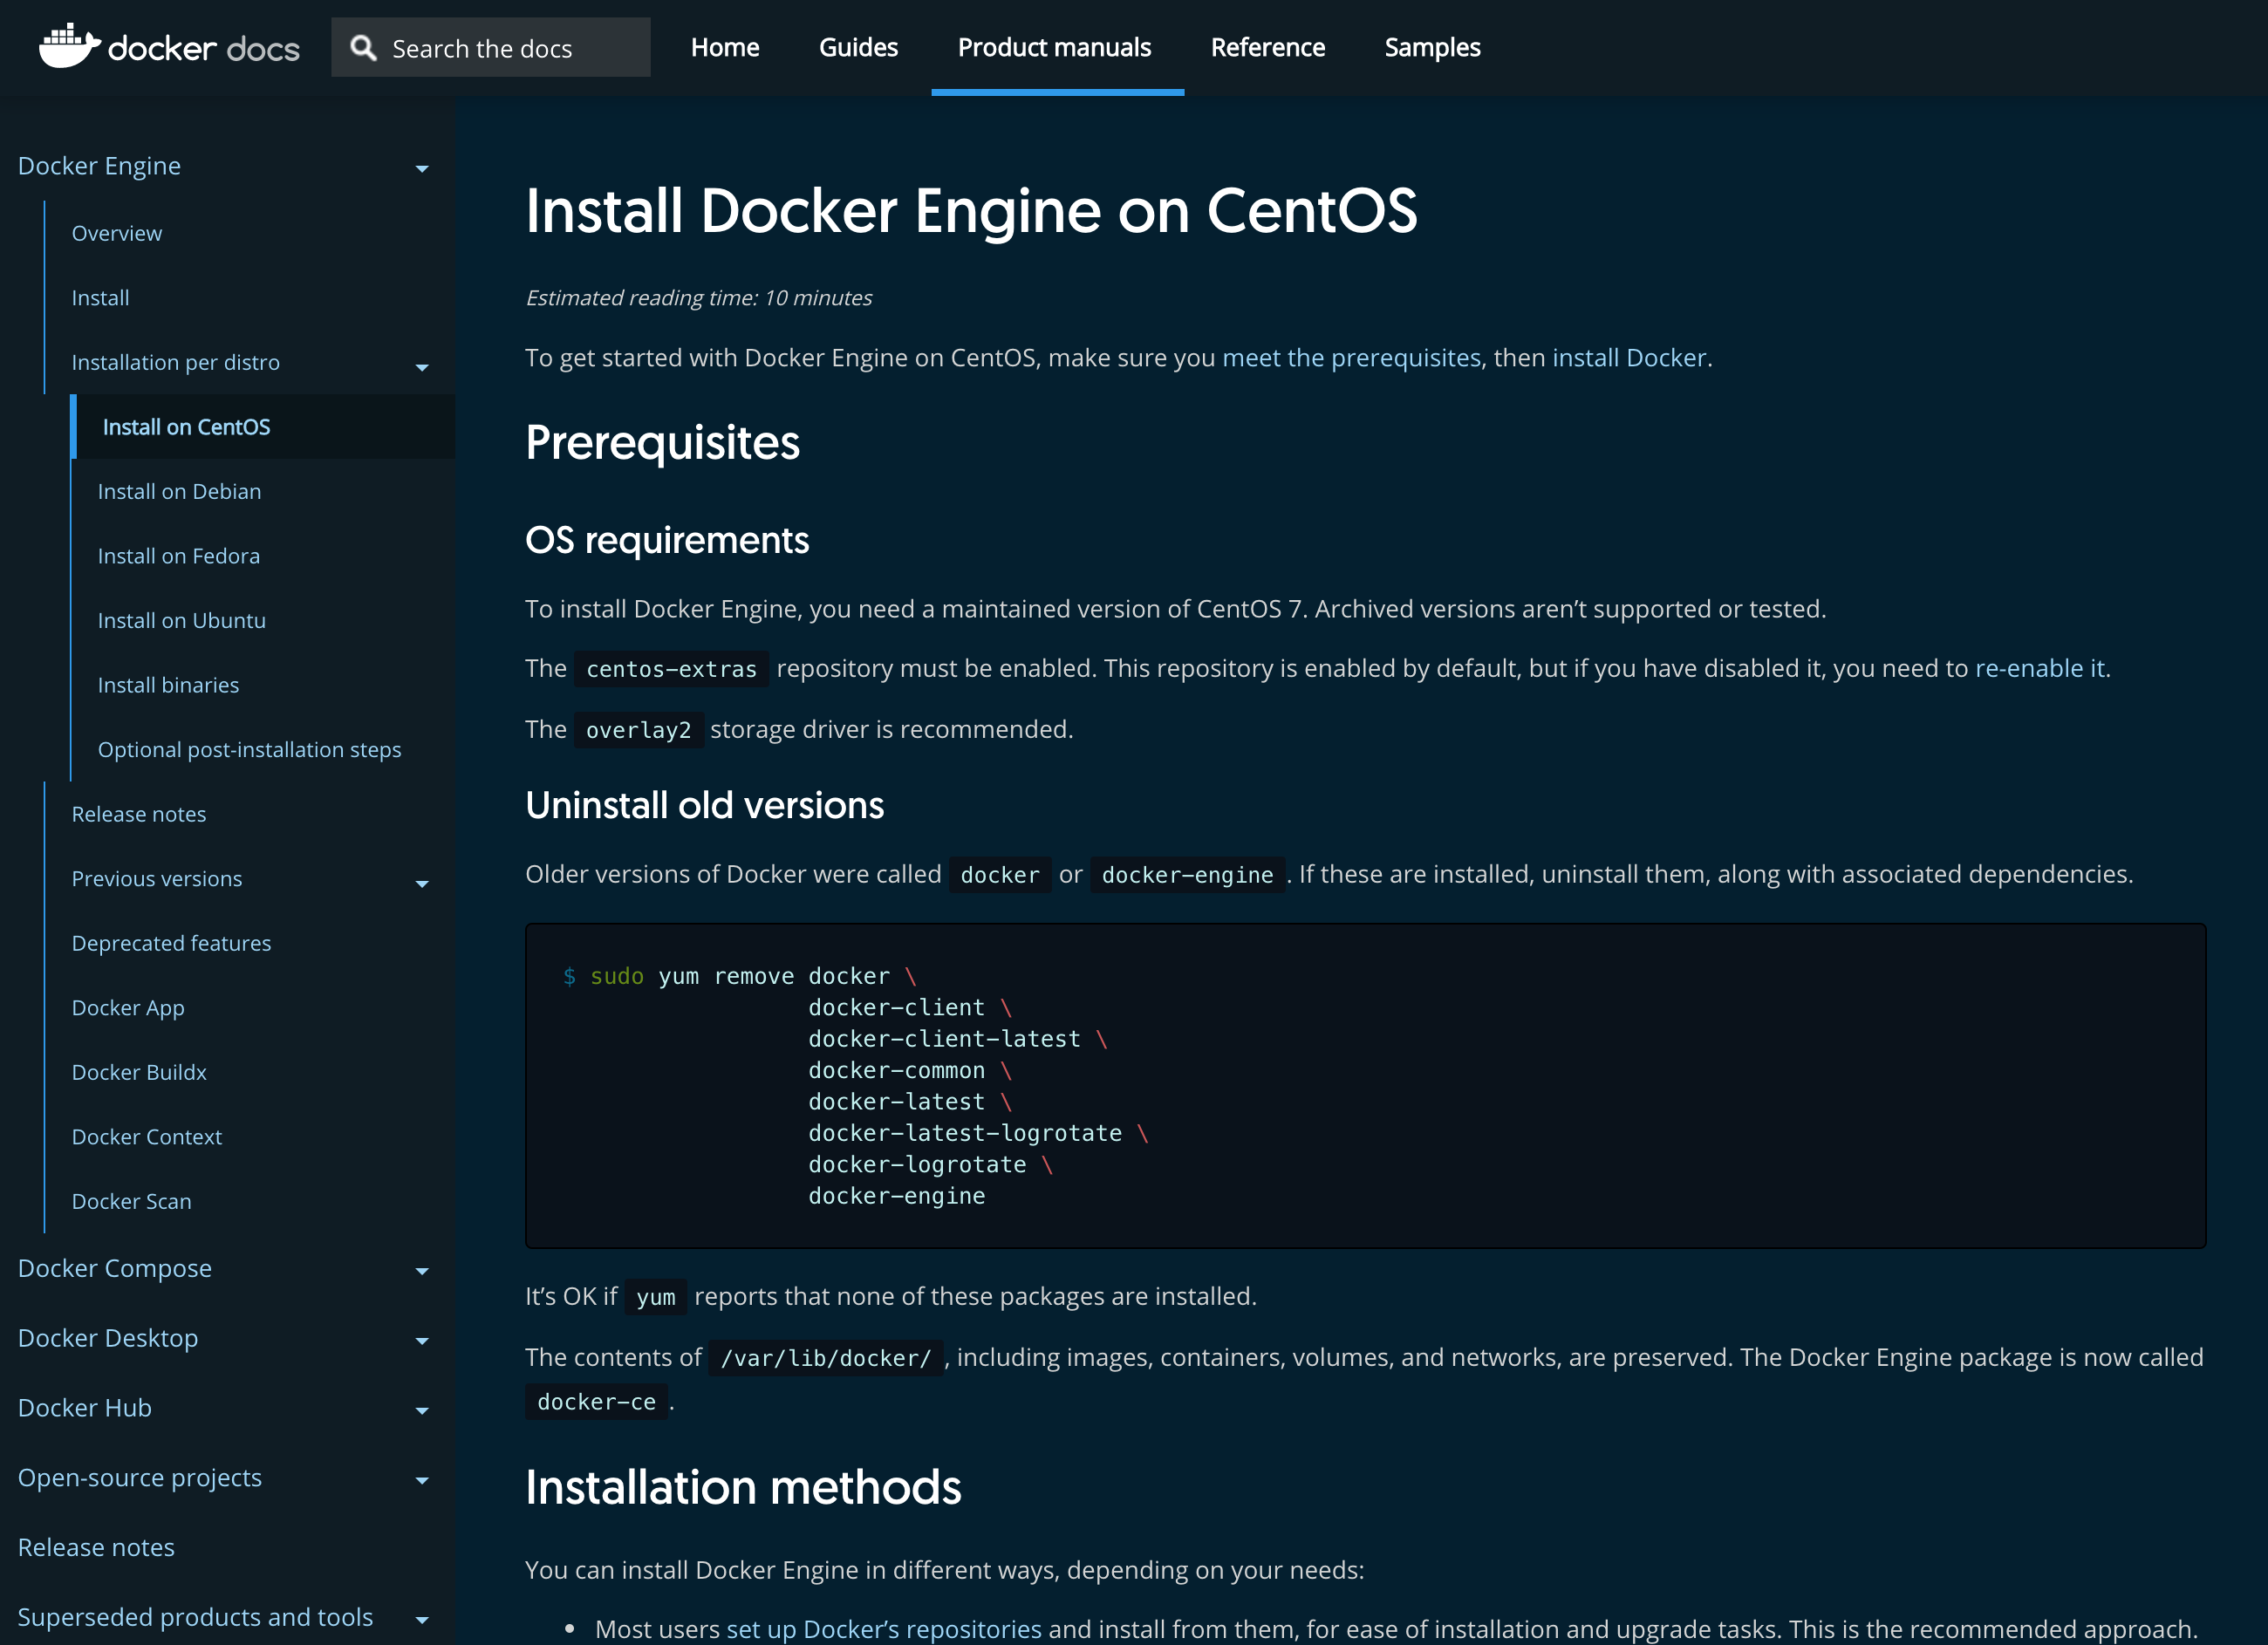 docker docs
Search the docs
Home
Guides
Product manuals
Reference
Samples
Docker Engine
Overview
Install
Installation per distro
Install on CentOS
Install on Debian
Install on Fedora
Install on Ubuntu
Install binaries
Optional post-installation steps
Release notes
Previous versions
Deprecated features
Docker App
Docker Buildx
Docker Context
Docker Scan
Docker Compose
Docker Desktop
Docker Hub
Open-source projects
Release notes
Superseded products and tools
Install Docker Engine on CentOS
Estimated reading time: 10 minutes
To get started with Docker Engine on CentOS, make sure you meet the prerequisites, then install Docker.
Prerequisites
OS requirements
To install Docker Engine, you need a maintained version of CentOS 7. Archived versions aren’t supported or tested.
The centos-extras repository must be enabled. This repository is enabled by default, but if you have disabled it, you need to re-enable it.
The overlay2 storage driver is recommended.
Uninstall old versions
Older versions of Docker were called docker or docker-engine. If these are installed, uninstall them, along with associated dependencies.
$ sudo yum remove docker \
docker-client \
docker-client-latest \
docker-common \
docker-latest \
docker-latest-logrotate \
docker-logrotate \
docker-engine
It’s OK if yum reports that none of these packages are installed.
The contents of /var/lib/docker/, including images, containers, volumes, and networks, are preserved. The Docker Engine package is now called
docker-ce.
Installation methods
You can install Docker Engine in different ways, depending on your needs:
• Most users set up Docker’s repositories and install from them, for ease of installation and upgrade tasks. This is the recommended approach.